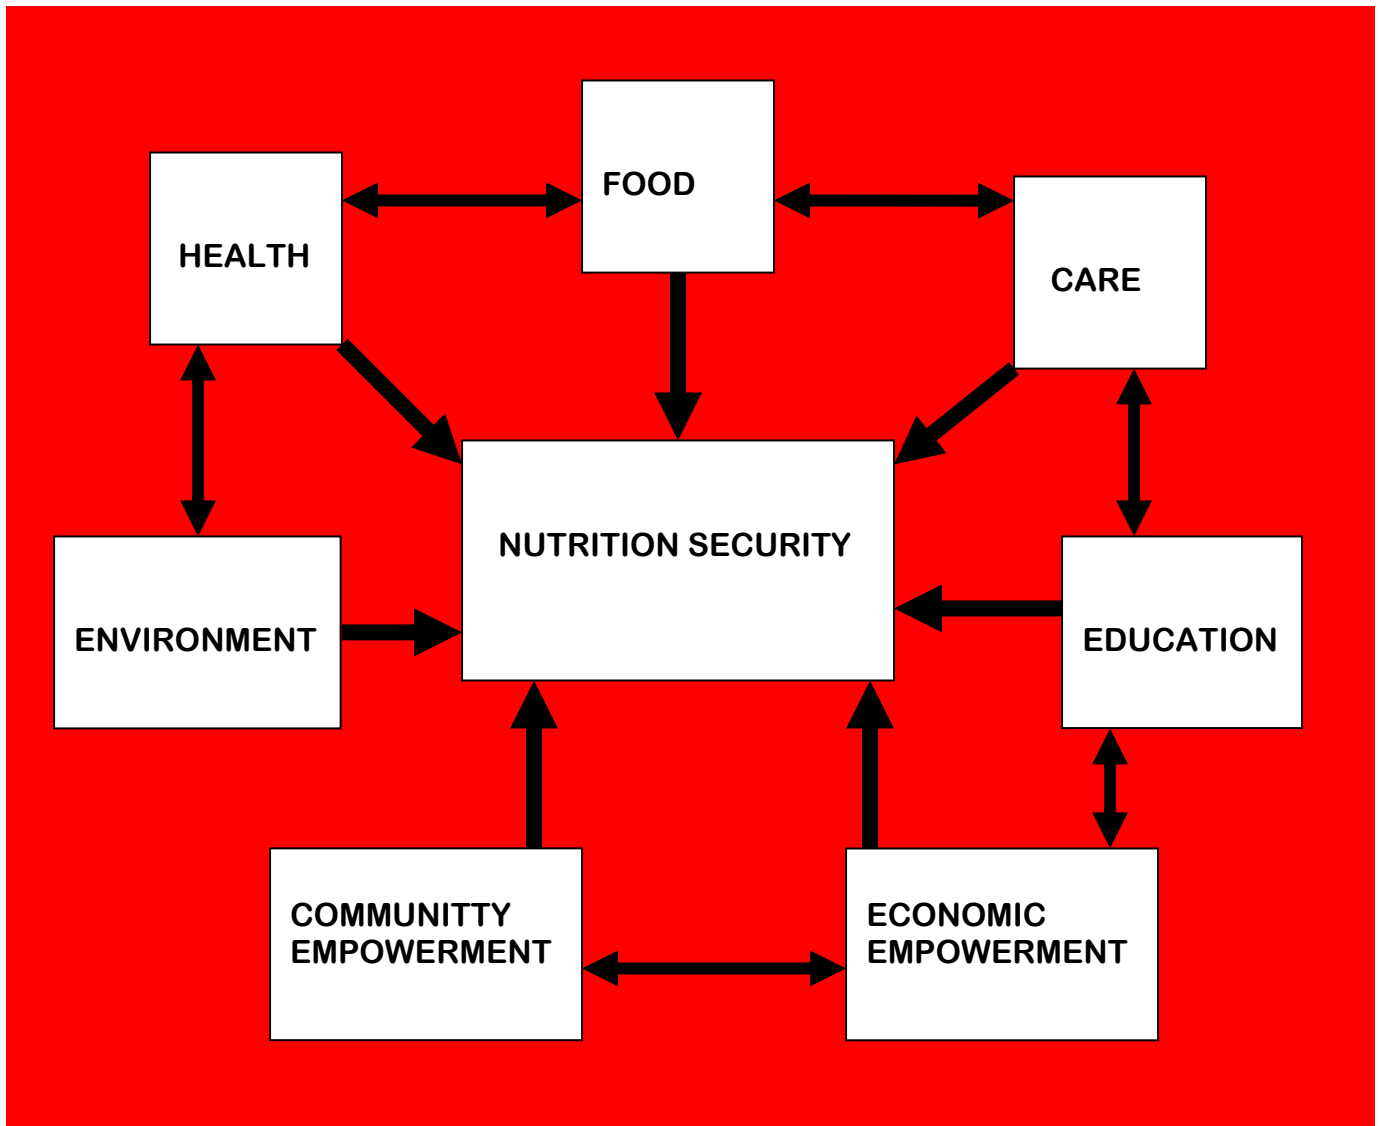 FOOD
HEALTH
CARE
NUTRITION SECURITY
ENVIRONMENT
EDUCATION
COMMUNITTY
EMPOWERMENT
ECONOMIC
EMPOWERMENT